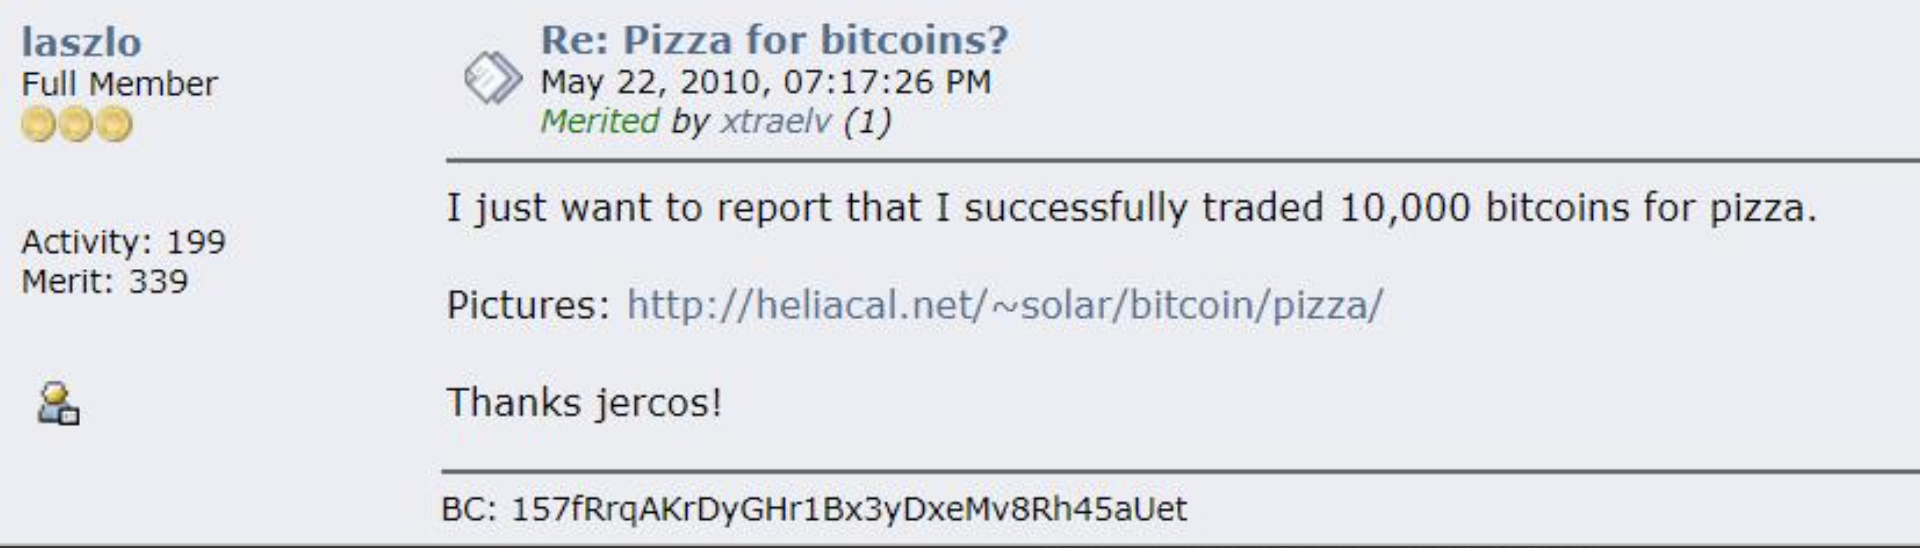 laszlo
Full Member
Activity: 199
Merit: 339
Re: Pizza for bitcoins?
May 22, 2010, 07:17:26 PM
Merited by xtraelv (1)
I just want to report that I successfully traded 10,000 bitcoins for pizza.
Pictures: http://heliacal.net/~solar/bitcoin/pizza/
Thanks jercos!
BC: 157fRrqAKrDyGHr1Bx3yDxeMv8Rh45aUet